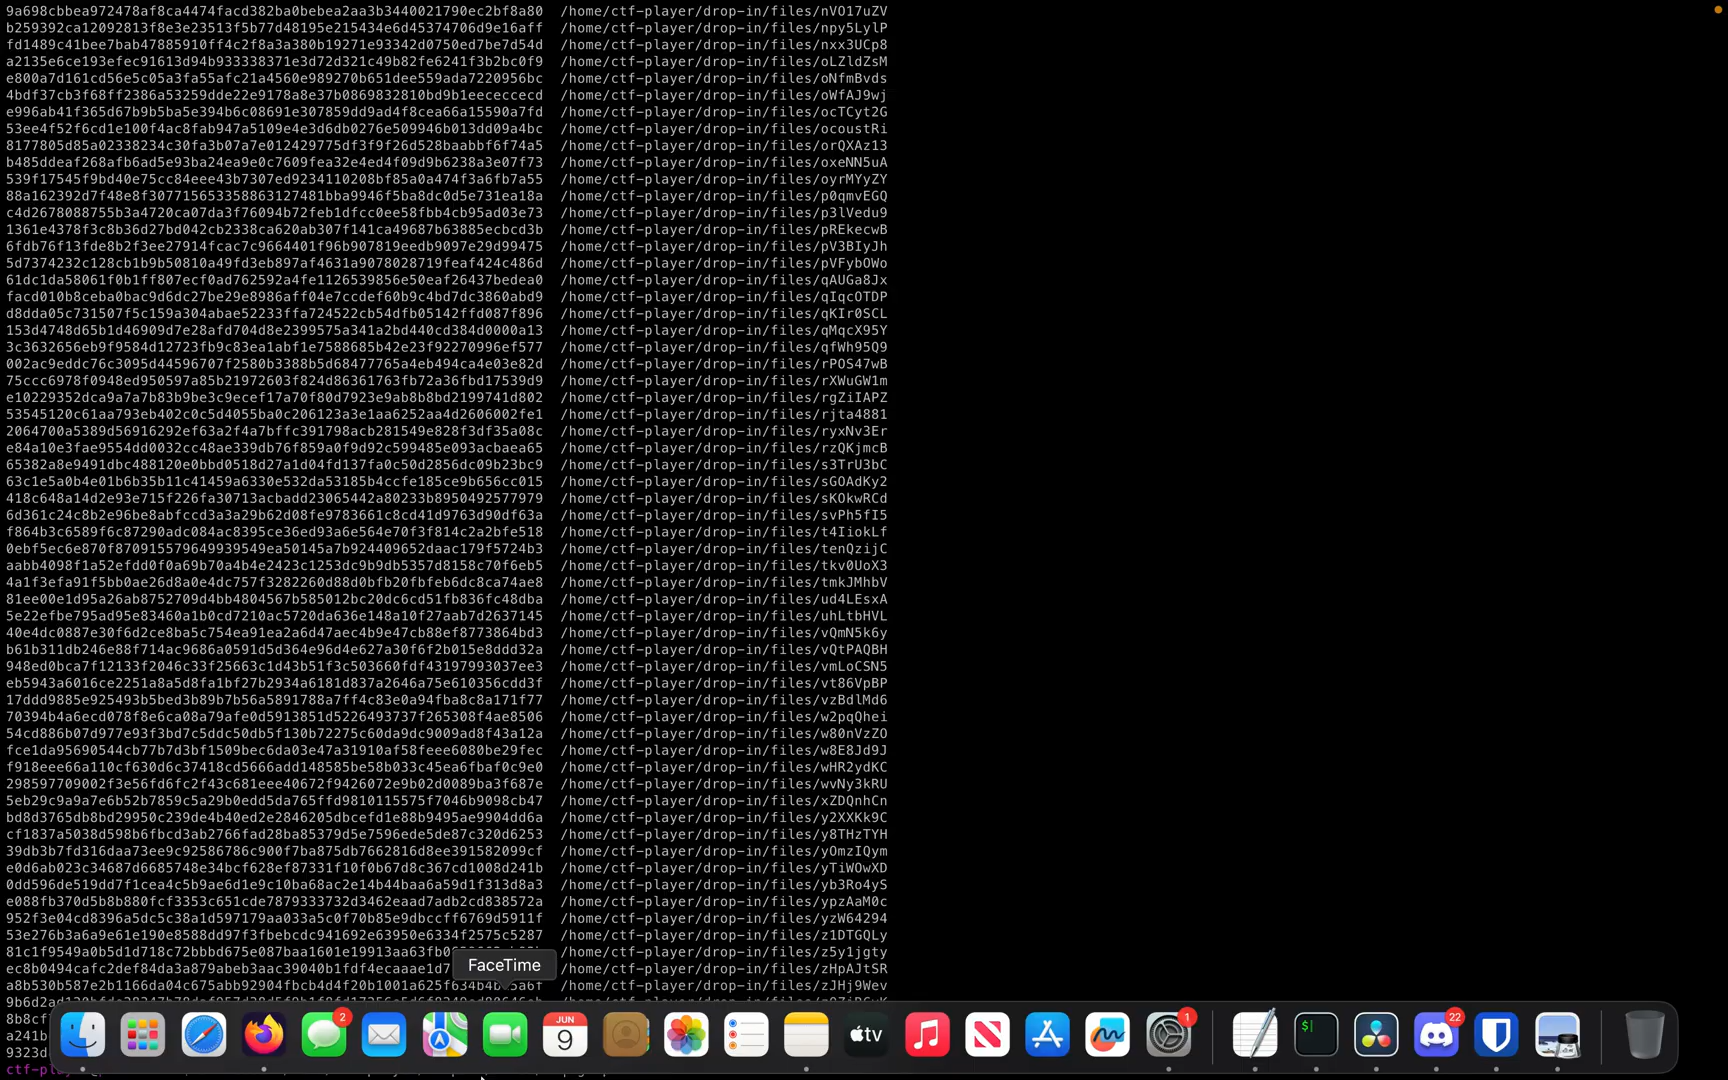 9a698cbbea972478af8ca4474facd382ba0bebea2aa3b3440021790ec2bf8a80  /home/ctf-player/drop-in/files/nVO17uZV
b259392ca12092813f8e3e23513f5b77d48195e215434e6d45374706d9e16aff  /home/ctf-player/drop-in/files/npy5LylP
fd1489c41bee7bab47885910ff4c2f8a3a380b19271e93342d0750ed7be7d54d  /home/ctf-player/drop-in/files/nxx3UCp8
a2135e6ce193efec91613d94b933338371e3d72d321c49b82fe6241f3b2bc0f9  /home/ctf-player/drop-in/files/oLZldZsM
e800a7d161cd56e5c05a3fa55afc21a4560e989270b651dee559ada7220956bc  /home/ctf-player/drop-in/files/oNfmBvds
4bdf37cb3f68ff2386a53259dde22e9178a8e37b0869832810bd9b1eececcecd  /home/ctf-player/drop-in/files/oWfAJ9wj
e996ab41f365d67b9b5ba5e394b6c08691e307859dd9ad4f8cea66a15590a7fd  /home/ctf-player/drop-in/files/ocTCyt2G
53ee4f52f6cd1e100f4ac8fab947a5109e4e3d6db0276e509946b013dd09a4bc  /home/ctf-player/drop-in/files/ocoustRi
8177805d85a02338234c30fa3b07a7e012429775df3f9f26d528baabbf6f74a5  /home/ctf-player/drop-in/files/orQXAz13
b485ddeaf268afb6ad5e93ba24ea9e0c7609fea32e4ed4f09d9b6238a3e07f73  /home/ctf-player/drop-in/files/oxeNN5uA
539f17545f9bd40e75cc84eee43b7307ed9234110208bf85a0a474f3a6fb7a55  /home/ctf-player/drop-in/files/oyrMYyZY
88a162392d7f48e8f3077156533588631​27481bba9946f5ba8dc0d5e731ea18a  /home/ctf-player/drop-in/files/p0qmvEGQ
c4d2678088755b3a4720ca07da3f76094b72feb1dfcc0ee58fbb4cb95ad03e73  /home/ctf-player/drop-in/files/p3lVedu9
1361e4378f3c8b36d27bd042cb2338ca620ab307f141ca49687b63885ecbcd3b  /home/ctf-player/drop-in/files/pREkecwB
6fdb76f13fde8b2f3ee27914fcac7c9664401f96b907819eedb9097e29d99475  /home/ctf-player/drop-in/files/pV3BIyJh
5d7374232c128cb1b9b50810a49fd3eb897af4631a9078028719feaf424c486d  /home/ctf-player/drop-in/files/pVFybOWo
61dc1da58061f0b1ff807ecf0ad762592a4fe1126539856e50eaf26437bedea0  /home/ctf-player/drop-in/files/qAUGa8Jx
facd010b8ceba0bac9d6dc27be29e8986aff04e7ccdef60b9c4bd7dc3860abd9  /home/ctf-player/drop-in/files/qIqcOTDP
d8dda05c731507f5c159a304abae52233ffa724522cb54dfb05142ffd087f896  /home/ctf-player/drop-in/files/qKIr0SCL
153d4748d65b1d46909d7e28afd704d8e2399575a341a2bd440cd384d0000a13  /home/ctf-player/drop-in/files/qMqcX95Y
3c3632656eb9f9584d12723fb9c83ea1abf1e7588685b42e23f92270996ef577  /home/ctf-player/drop-in/files/qfWh95Q9
002ac9eddc76c3095d44596707f2580b3388b5d68477765a4eb494ca4e03e82d  /home/ctf-player/drop-in/files/rPOS47wB
75ccc6978f0948ed950597a85b21972603f824d86361763fb72a36fbd17539d9  /home/ctf-player/drop-in/files/rXWuGW1m
e10229352dca9a7a7b83b9be3c9ecef17a70f80d7923e9ab8b8bd2199741d802  /home/ctf-player/drop-in/files/rgZiIAPZ
53545120c61aa793eb402c0c5d4055ba0c206123a3e1aa6252aa4d2606002fe1  /home/ctf-player/drop-in/files/rjta4881
2064700a5389d56916292ef63a2f4a7bffc391798acb281549e828f3df35a08c  /home/ctf-player/drop-in/files/ryxNv3Er
e84a10e3fae9554dd0032cc48ae339db76f859a0f9d92c599485e093acbaea65  /home/ctf-player/drop-in/files/rzQKjmcB
65382a8e9491dbc488120e0bbd0518d27a1d04fd137fa0c50d2856dc09b23bc9  /home/ctf-player/drop-in/files/s3TrU3bC
63c1e5a0b4e01b6b35b11c41459a6330e532da53185b4ccfe185ce9b656cc015  /home/ctf-player/drop-in/files/sGOAdKy2
418c648a14d2e93e715f226fa30713acbadd23065442a80233b8950492577979  /home/ctf-player/drop-in/files/sKOkwRCd
6d361c24c8b2e96be8abfccd3a3a29b62d08fe9783661c8cd41d9763d90df63a  /home/ctf-player/drop-in/files/svPh5fI5
f864b3c6589f6c87290adc084ac8395ce36ed93a6e564e70f3f814c2a2bfe518  /home/ctf-player/drop-in/files/t4IiokLf
0ebf5ec6e870f870915579649939549ea50145a7b924409652daac179f5724b3  /home/ctf-player/drop-in/files/tenQzijC
aabb4098f1a52efdd0f0a69b70a4b4e2423c1253dc9b9db5357d8158c70f6eb5  /home/ctf-player/drop-in/files/tkv0UoX3
4a1f3efa91f5bb0ae26d8a0e4dc757f3282260d88d0bfb20fbfeb6dc8ca74ae8  /home/ctf-player/drop-in/files/tmkJMhbV
81ee00e1d95a26ab8752709d4bb4804567b585012bc20dc6cd51fb836fc48dba  /home/ctf-player/drop-in/files/ud4LEsxA
5e22efbe795ad95e83460a1b0cd7210ac5720da636e148a10f27aab7d2637145  /home/ctf-player/drop-in/files/uhLtbHVL
40e4dc0887e30f6d2ce8ba5c754ea91ea2a6d47aec4b9e47cb88ef8773864bd3  /home/ctf-player/drop-in/files/vQmN5k6y
b61b311db246e88f714ac9686a0591d5d364e96d4e627a30f6f2b015e8ddd32a  /home/ctf-player/drop-in/files/vQtPAQBH
948ed0bca7f12133f2046c33f25663c1d43b51f3c503660fdf43197993037ee3  /home/ctf-player/drop-in/files/vmLoCSN5
eb5943a6016ce2251a8a5d8fa1bf27b2934a6181d837a2646a75e610356cdd3f  /home/ctf-player/drop-in/files/vt86VpBP
17ddd9885e925493b5bed3b89b7b56a5891788a7ff4c83e0a94fba8c8a171f77  /home/ctf-player/drop-in/files/vzBdlMd6
70394b4a6ecd078f8e6ca08a79afe0d5913851d5226493737f265308f4ae8506  /home/ctf-player/drop-in/files/w2pqQhei
54cd886b07d977e93f3bd7c5ddc50db5f130b72275c60da9dc9009ad8f43a12a  /home/ctf-player/drop-in/files/w80nVzZO
fce1da95690544cb77b7d3bf1509bec6da03e47a31910af58feee6080be29fec  /home/ctf-player/drop-in/files/w8E8Jd9J
f918eee66a110cf630d6c37418cd5666add148585be58b033c45ea6fbaf0c9e0  /home/ctf-player/drop-in/files/wHR2ydKC
298597709002f3e56fd6fc2f43c681eee40672f9426072e9b02d0089ba3f687e  /home/ctf-player/drop-in/files/wvNy3kRU
5eb29c9a9a7e6b52b7859c5a29b0edd5da765ffd9810115575f7046b9098cb47  /home/ctf-player/drop-in/files/xZDQnhCn
bd8d3765db8bd29950c239de4b40ed2e2846205dbcefd1e88b9495ae9904dd6a  /home/ctf-player/drop-in/files/y2XXKk9C
cf1837a5038d598b6fbcd3ab2766fad28ba85379d5e7596ede5de87c320d6253  /home/ctf-player/drop-in/files/y8THzTYH
39db3b7fd316daa73ee9c92586786c900f7ba875db7662816d8ee391582099cf  /home/ctf-player/drop-in/files/yOmzIQym
e0d6ab023c34687d6685748e34bcf628ef87331f10f0b67d8c367cd1008d241b  /home/ctf-player/drop-in/files/yTiWOwXD
0dd596de519dd7f1cea4c5b9ae6d1e9c10ba68ac2e14b44baa6a59d1f313d8a3  /home/ctf-player/drop-in/files/yb3Ro4yS
e088fb370d5b8b880fcf3353c651cde7879333732d3462eaad7adb2cd838572a  /home/ctf-player/drop-in/files/ypzAaM0c
952f3e04cd8396a5dc5c38a1d597179aa033a5c0f70b85e9dbccff6769d5911f  /home/ctf-player/drop-in/files/yzW64294
53e276b3a6a9e61e190e8588dd97f3fbebcdc941692e63950e6334f2575c5287  /home/ctf-player/drop-in/files/z1DTGQLy
/home/ctf-player/drop-in/files/z5y1jgty
/home/ctf-player/drop-in/files/zHpAJtSR
a8b530b587e2b1166da04c675abb92904fbcb4d4f20b1001a625f634b4b​5abf  /home/ctf-player/drop-in/files/zJHj9Wev
FaceTime
2
JUN
9
tv
1
$
22